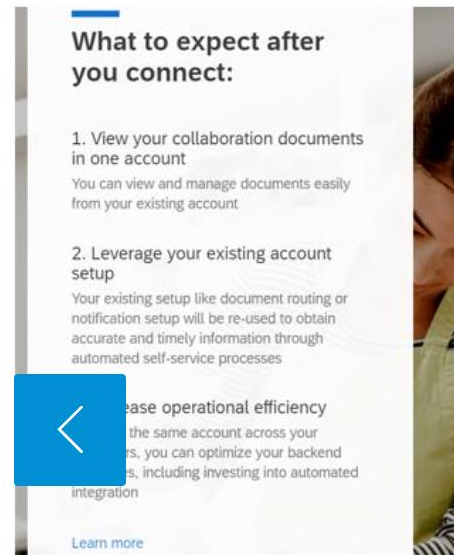 What to expect after
you connect:
1. View your collaboration documents
in one account
You can view and manage documents easily
from your existing account
2. Leverage your existing account
setup
Your existing setup like document routing or
notification setup will be re-used to obtain
accurate and timely information through
automated self-service processes
operational efficiency
the same account across your
you can optimize your backend
including investing into automated
integration
Learn more